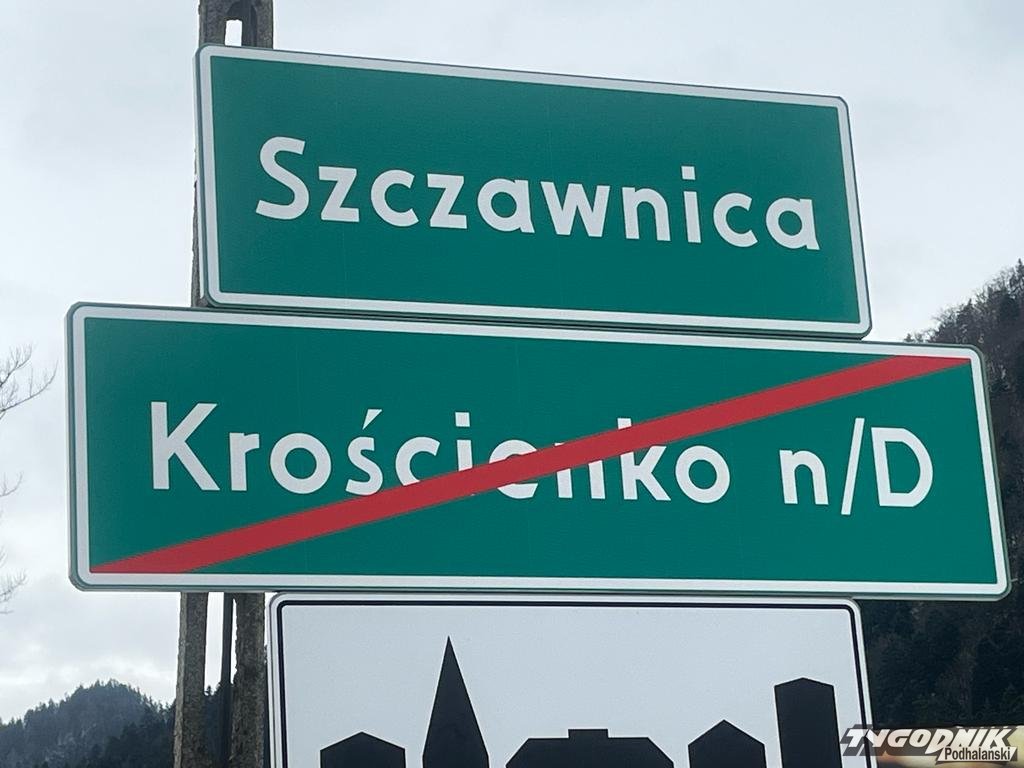 Szczawnica
Krościenko n/D
TYGODNIK
Podhalański